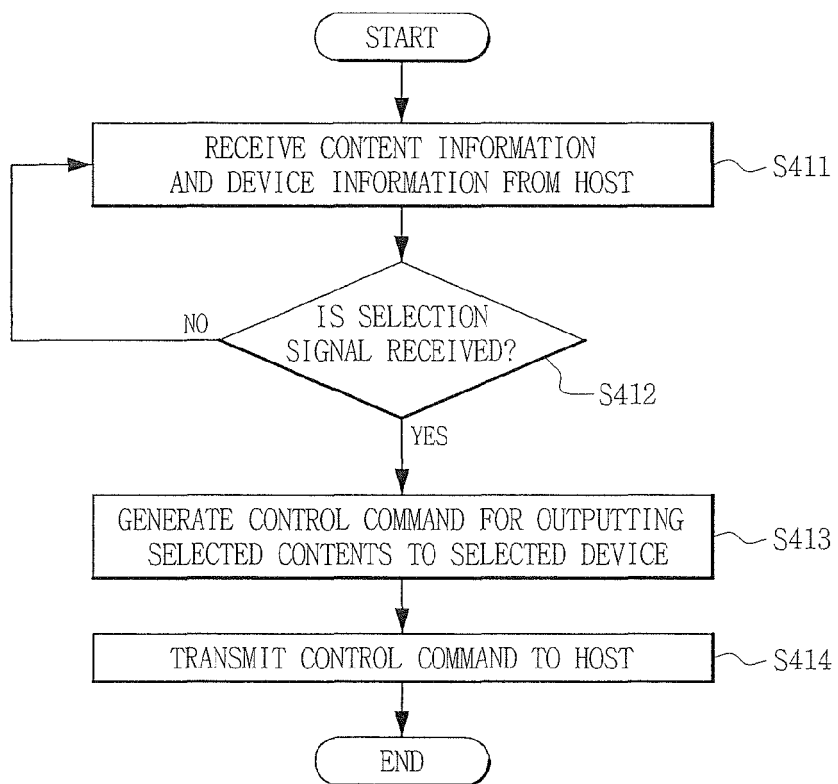 START
RECEIVE CONTENT INFORMATION
AND DEVICE INFORMATION FROM HOST
S411
IS SELECTION
SIGNAL RECEIVED?
NO
S412
YES
GENERATE CONTROL COMMAND FOR OUTPUTTING
SELECTED CONTENTS TO SELECTED DEVICE
S413
TRANSMIT CONTROL COMMAND TO HOST
S414
END